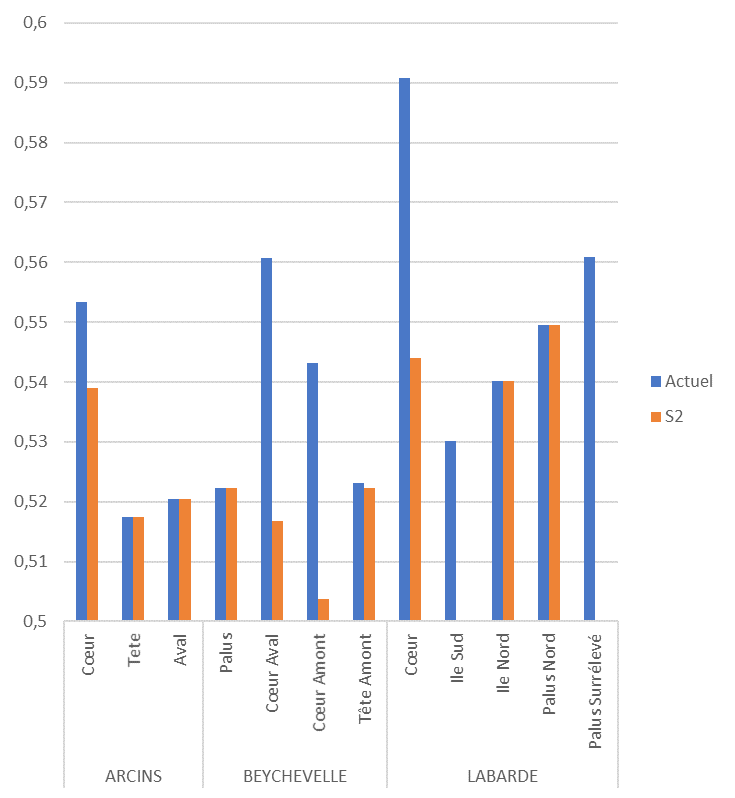 0,6
0,59
0,58
0,57
0,56
0,55
0,54
0,53
0,52
0,51
0,5
Actuel
S2
Cœur
Tete
Aval
Palus
Cœur Aval
Cœur Amont
Tête Amont
Cœur
Ile Sud
Ile Nord
Palus Nord
Palus Surrélevé
ARCINS
BEYCHEVELLE
LABARDE